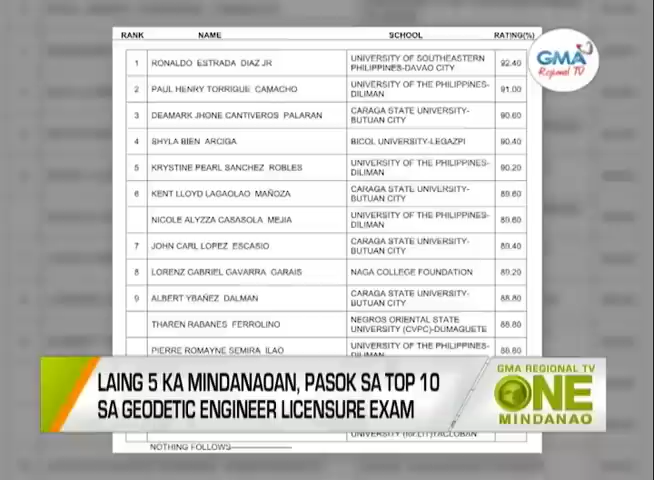 RANK NAME SCHOOL RATING(%)
1 RONALDO ESTRADA DIAZ JR UNIVERSITY OF SOUTHEASTERN PHILIPPINES-DAVAO CITY 92.40
2 PAUL HENRY TORRIGUE CAMACHO UNIVERSITY OF THE PHILIPPINES-DILIMAN 91.00
3 DEAMARK JHONE CANTIVEROS PALARAN CARAGA STATE UNIVERSITY-BUTUAN CITY 90.60
4 SHYLA BIEN ARCIGA BICOL UNIVERSITY-LEGAZPI 90.40
5 KRYSTINE PEARL SANCHEZ ROBLES UNIVERSITY OF THE PHILIPPINES-DILIMAN 90.20
6 KENT LLOYD LAGAOLAO MAÑOZA CARAGA STATE UNIVERSITY-BUTUAN CITY 89.60
NICOLE ALYZZA CASASOLA MEJIA UNIVERSITY OF THE PHILIPPINES-DILIMAN 89.60
7 JOHN CARL LOPEZ ESCASIO CARAGA STATE UNIVERSITY-BUTUAN CITY 89.40
8 LORENZ GABRIEL GAVARRA GARAIS NAGA COLLEGE FOUNDATION 89.20
9 ALBERT YBAÑEZ DALMAN CARAGA STATE UNIVERSITY-BUTUAN CITY 88.80
THAREN RABANES FERROLINO NEGROS ORIENTAL STATE UNIVERSITY (CVPC)-DUMAGUETE 88.80
PIERRE ROMAYNE SEMIRA ILAO UNIVERSITY OF THE PHILIPPINES-DILIMAN 88.80
UNIVERSITY (for.LIT)TACLOBAN
NOTHING FOLLOWS
GMA
Regional TV
LAING 5 KA MINDANAOAN, PASOK SA TOP 10
SA GEODETIC ENGINEER LICENSURE EXAM
GMA REGIONAL TV
ONE
MINDANAO